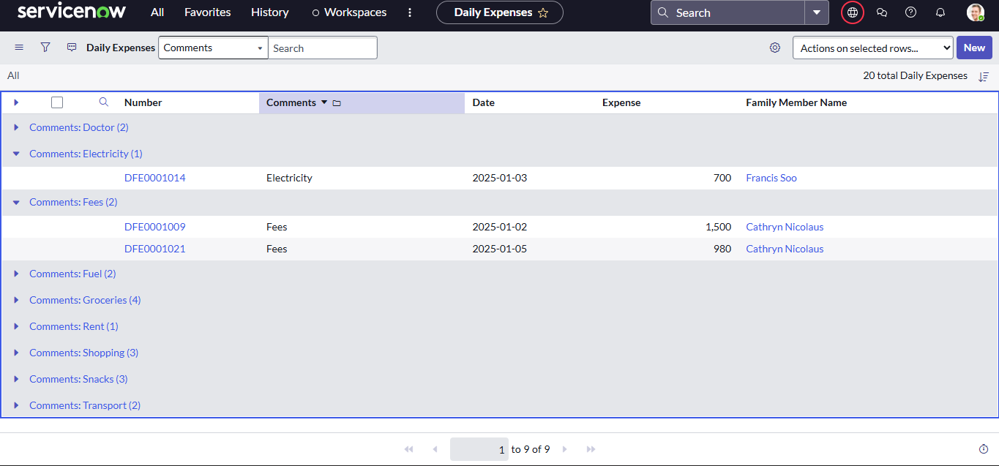 servicenow All Favorites History Workspaces Daily Expenses Search
Daily Expenses Comments Search Actions on selected rows... New
All 20 total Daily Expenses
Number Comments Date Expense Family Member Name
Comments: Doctor (2)
Comments: Electricity (1)
DFE0001014 Electricity 2025-01-03 700 Francis Soo
Comments: Fees (2)
DFE0001009 Fees 2025-01-02 1,500 Cathryn Nicolaus
DFE0001021 Fees 2025-01-05 980 Cathryn Nicolaus
Comments: Fuel (2)
Comments: Groceries (4)
Comments: Rent (1)
Comments: Shopping (3)
Comments: Snacks (3)
Comments: Transport (2)
1 to 9 of 9